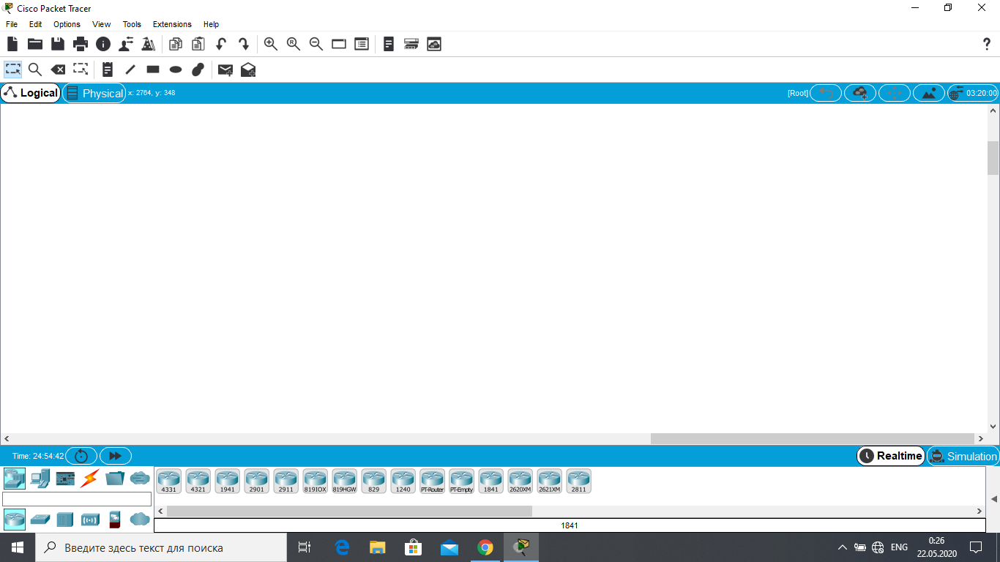 Cisco Packet Tracer
File Edit Options View Tools Extensions Help
R
?
Logical Physical x: 2764, y: 348 [Root] 03:20:00
Time: 24:54:42 Realtime Simulation
4331 4321 1941 2901 2911 819IOX 819HGW 829 1240 PT-Router PT-Empty 1841 2620XM 2621XM 2811
1841
Введите здесь текст для поиска
ENG
0:26
22.05.2020